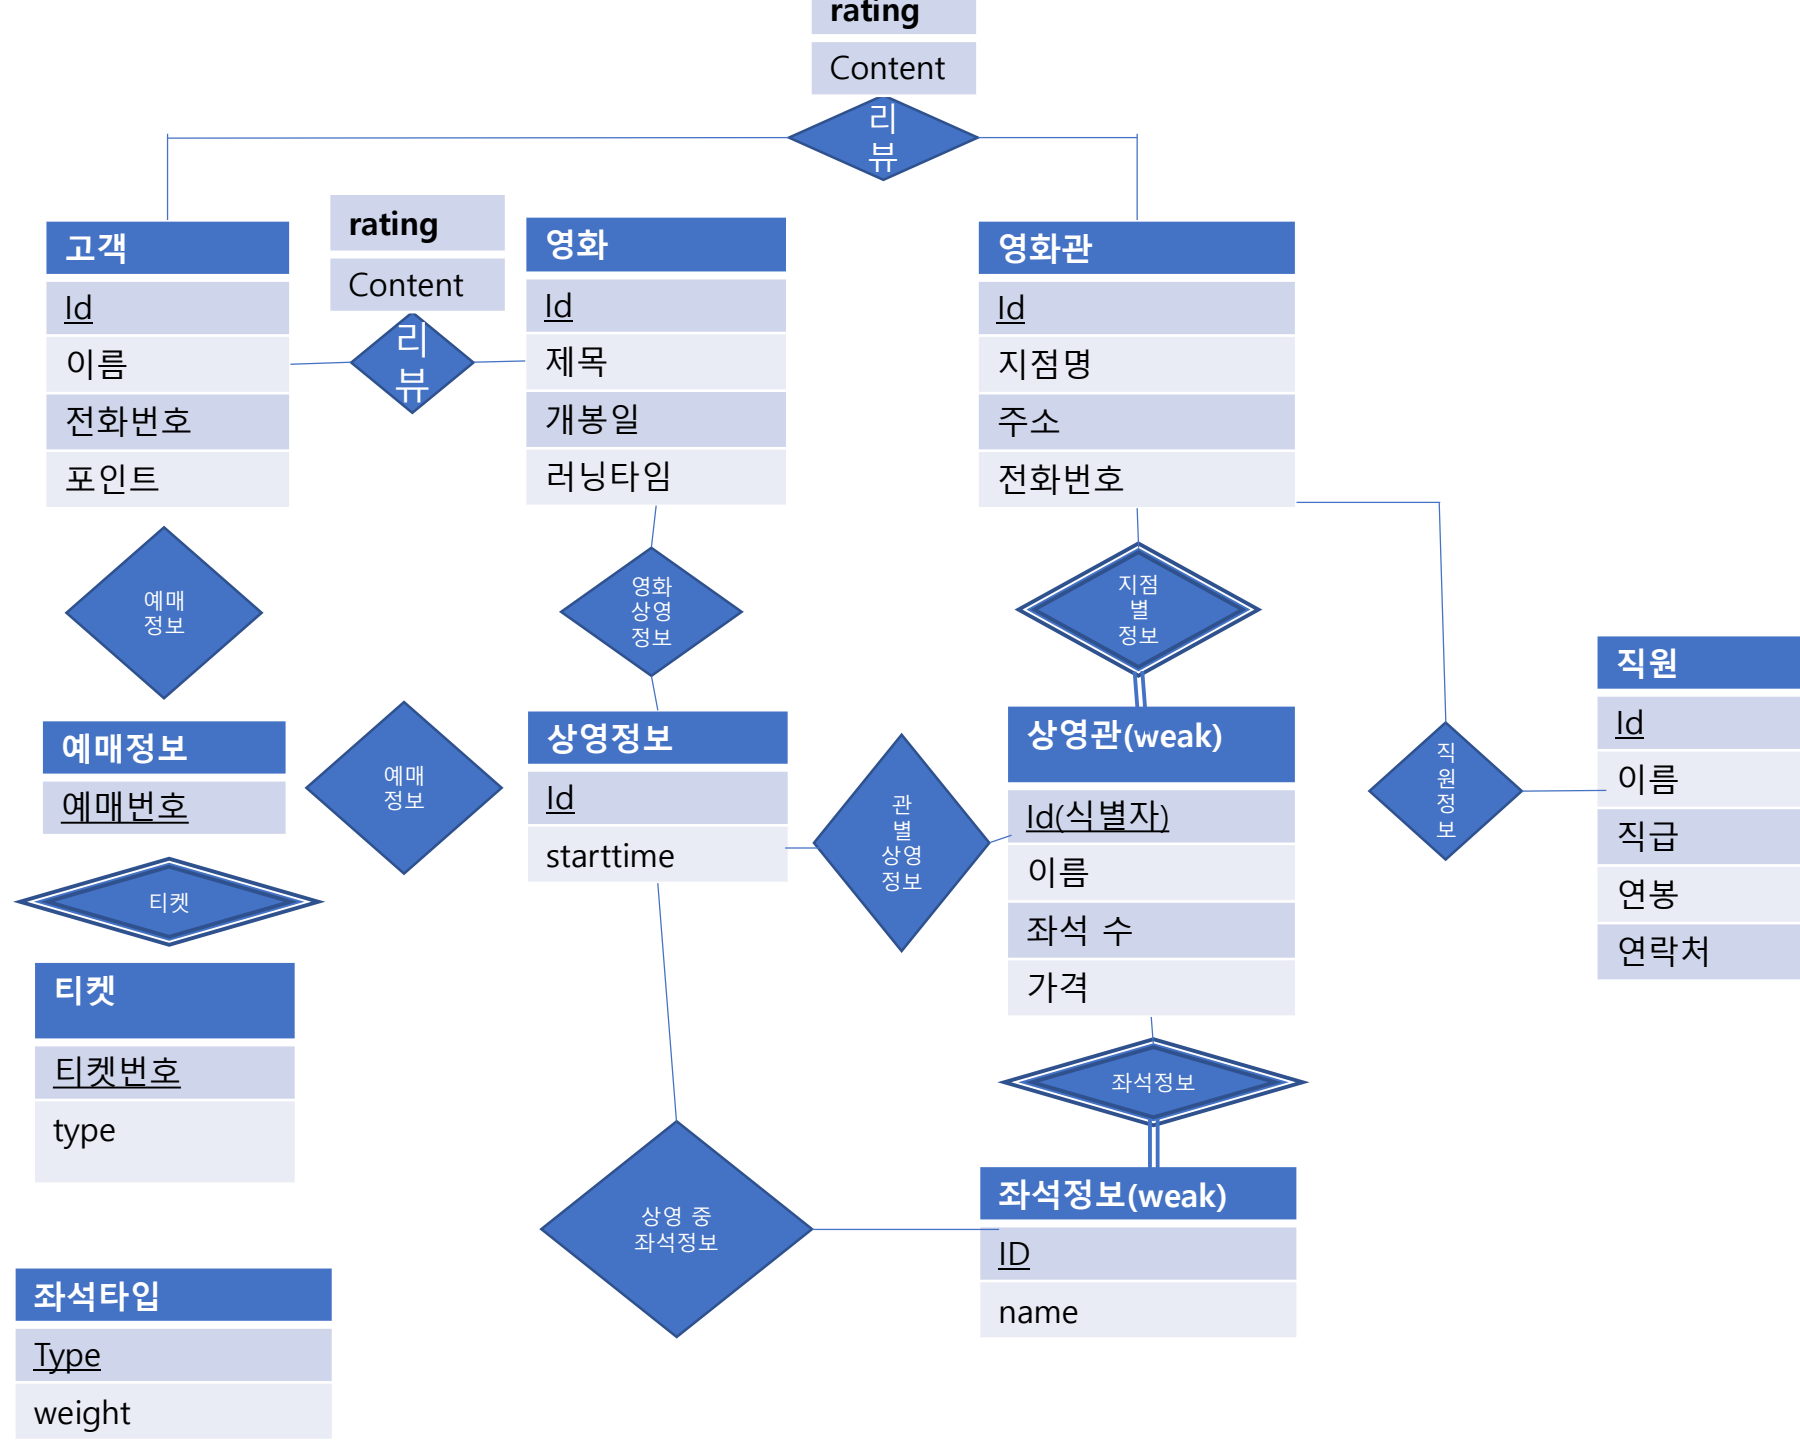 rating
Content
리
뷰
고객
Id
이름
전화번호
포인트
rating
Content
리
뷰
영화
Id
제목
개봉일
러닝타임
영화관
Id
지점명
주소
전화번호
예매
정보
영화
상영
정보
지점
별
정보
직원
Id
이름
직급
연봉
연락처
직
원
정
보
예매정보
예매번호
예매
정보
상영정보
Id
starttime
관
별
상영
정보
상영관(weak)
Id(식별자)
이름
좌석 수
가격
티켓
티켓
티켓번호
type
좌석정보
상영 중
좌석정보
좌석정보(weak)
ID
name
좌석타입
Type
weight